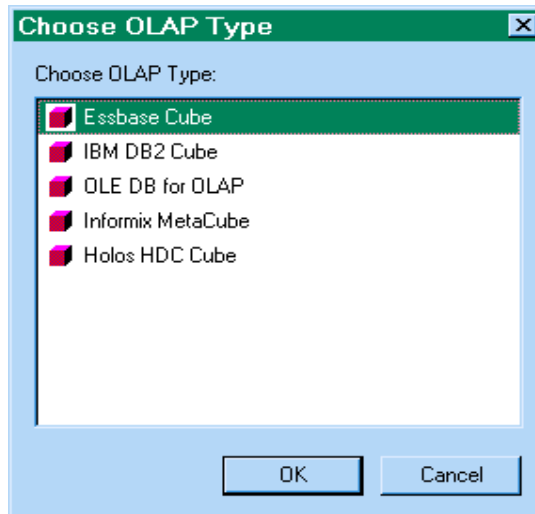 Choose OLAP Type
Choose OLAP Type:
Essbase Cube
IBM DB2 Cube
OLE DB for OLAP
Informix MetaCube
Holos HDC Cube
OK
Cancel